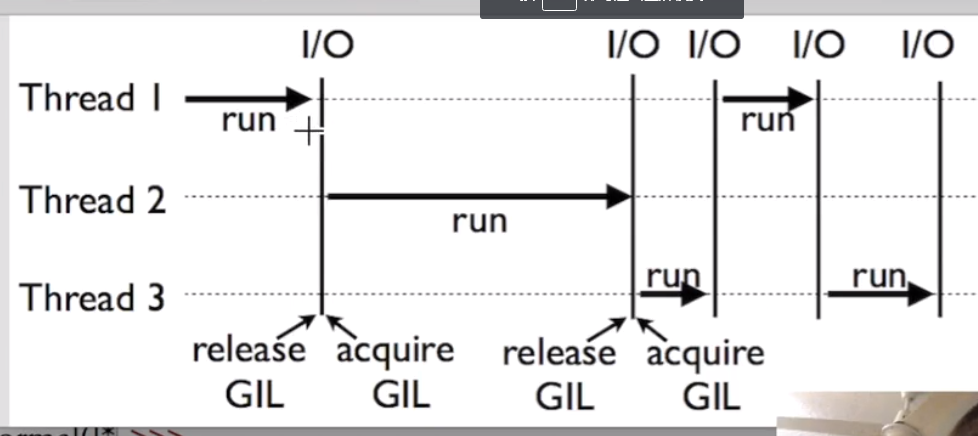 I/O I/O I/O I/O I/O
Thread 1
run run
Thread 2
run
Thread 3
run run
release acquire release acquire
GIL GIL GIL GIL